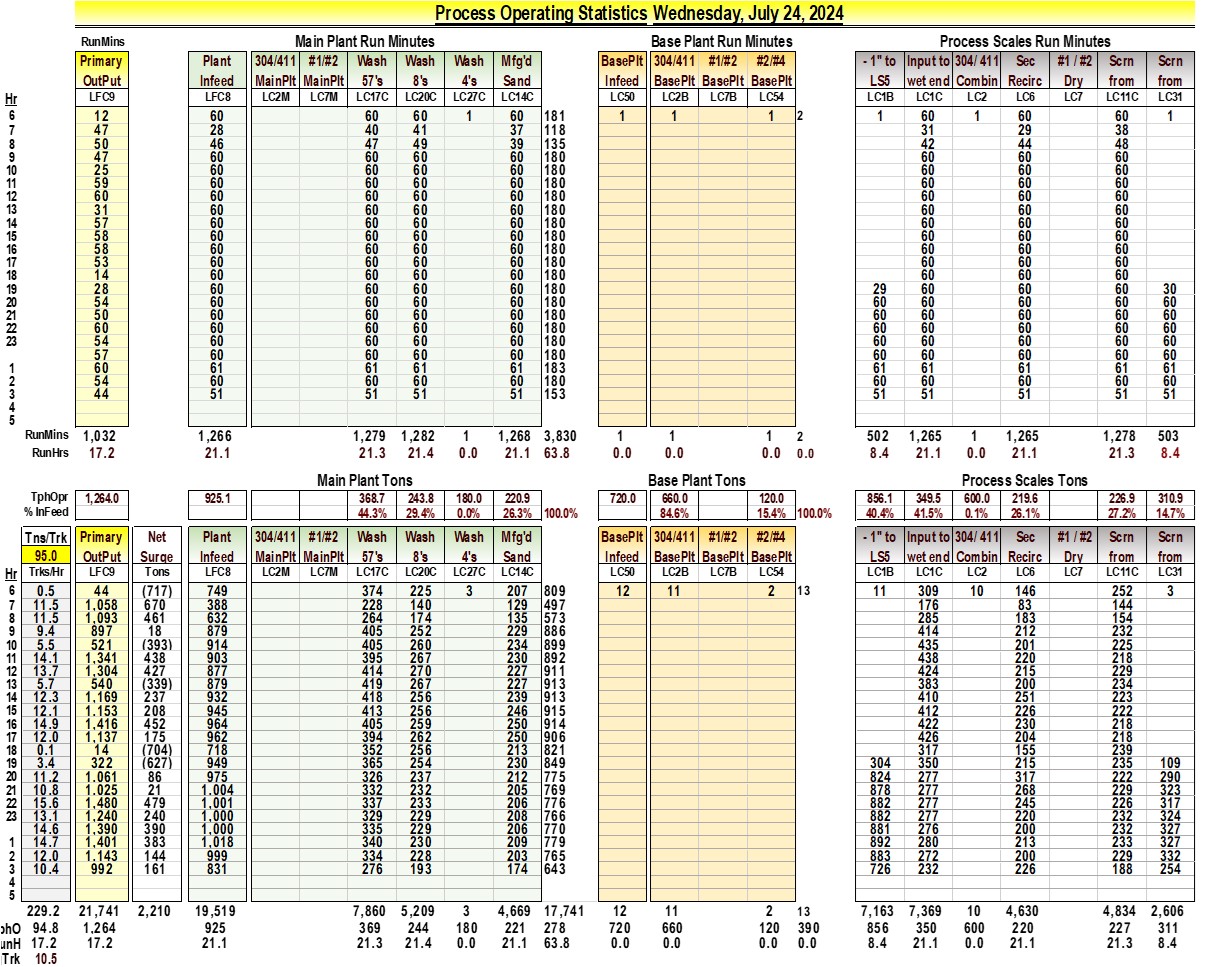 Process Operating Statistics Wednesday, July 24, 2024
RunMins Main Plant Run Minutes Base Plant Run Minutes Process Scales Run Minutes
Primary Plant 304/411 #1/#2 Wash Wash Wash Mfg'd BasePlt 304/411 #1/#2 #2/#4 - 1" to Input to 304/ 411 Sec #1 / #2 Scrn Scrn
OutPut Infeed MainPlt MainPlt 57's 8's 4's Sand Infeed BasePlt BasePlt BasePlt LS5 wet end Combin Recirc Dry from from
Hr LFC9 LFC8 LC2M LC7M LC17C LC20C LC27C LC14C LC50 LC2B LC7B LC54 LC1B LC1C LC2 LC6 LC7 LC11C LC31
6 12 60 60 60 1 60 181 1 1 1 2 1 60 1 60 60 1
7 47 28 40 41 37 118 31 29 38
8 50 46 47 49 39 135 42 44 48
9 47 60 60 60 60 180 60 60 60
10 25 60 60 60 60 180 60 60 60
11 59 60 60 60 60 180 60 60 60
12 60 60 60 60 60 180 60 60 60
13 31 60 60 60 60 180 60 60 60
14 57 60 60 60 60 180 60 60 60
15 58 60 60 60 60 180 60 60 60
16 58 60 60 60 60 180 60 60 60
17 53 60 60 60 60 180 60 60 60
18 14 60 60 60 60 180 60 60 60
19 28 60 60 60 60 180 29 60 60 60 30
20 54 60 60 60 60 180 60 60 60 60 60
21 50 60 60 60 60 180 60 60 60 60 60
22 60 60 60 60 60 180 60 60 60 60 60
23 54 60 60 60 60 180 60 60 60 60 60
57 60 60 60 60 180 60 60 60 60 60
1 60 61 61 61 61 183 61 61 61 61 61
2 54 60 60 60 60 180 60 60 60 60 60
3 44 51 51 51 51 153 51 51 51 51 51
4
5
RunMins 1,032 1,266 1,279 1,282 1 1,268 3,830 1 1 1 2 502 1,265 1 1,265 1,278 503
RunHrs 17.2 21.1 21.3 21.4 0.0 21.1 63.8 0.0 0.0 0.0 0.0 8.4 21.1 0.0 21.1 21.3 8.4
Main Plant Tons Base Plant Tons Process Scales Tons
TphOpr 1,264.0 925.1 368.7 243.8 180.0 220.9 720.0 660.0 120.0 856.1 349.5 600.0 219.6 226.9 310.9
% InFeed 44.3% 29.4% 0.0% 26.3% 100.0% 84.6% 15.4% 100.0% 40.4% 41.5% 0.1% 26.1% 27.2% 14.7%
Tns/Trk Primary Net Plant 304/411 #1/#2 Wash Wash Wash Mfg'd BasePlt 304/411 #1/#2 #2/#4 - 1" to Input to 304/ 411 Sec #1 / #2 Scrn Scrn
95.0 OutPut Surge Infeed MainPlt MainPlt 57's 8's 4's Sand Infeed BasePlt BasePlt BasePlt LS5 wet end Combin Recirc Dry from from
Hr Trks/Hr LFC9 Tons LFC8 LC2M LC7M LC17C LC20C LC27C LC14C LC50 LC2B LC7B LC54 LC1B LC1C LC2 LC6 LC7 LC11C LC31
6 0.5 44 (717) 749 374 225 3 207 809 12 11 2 13 11 309 10 146 252 3
7 11.5 1,058 670 388 228 140 129 497 176 83 144
8 11.5 1,093 461 632 264 174 135 573 285 183 154
9 9.4 897 18 879 405 252 229 886 414 212 232
10 5.5 521 (393) 914 405 260 234 899 435 201 225
11 14.1 1,341 438 903 395 267 230 892 438 220 218
12 13.7 1,304 427 877 414 270 227 911 424 215 229
13 5.7 540 (339) 879 419 267 227 913 383 200 234
14 12.3 1,169 237 932 418 256 239 913 410 251 223
15 12.1 1,153 208 945 413 256 246 915 412 226 222
16 14.9 1,416 452 964 405 259 250 914 422 230 218
17 12.0 1,137 175 962 394 262 250 906 426 204 218
18 0.1 14 (704) 718 352 256 213 821 317 155 239
19 3.4 322 (627) 949 365 254 230 849 304 350 215 235 109
20 11.2 1,061 86 975 326 237 212 775 824 277 317 222 290
21 10.8 1,025 21 1,004 332 232 205 769 878 277 268 229 323
22 15.6 1,480 479 1,001 337 233 206 776 882 277 245 226 317
23 13.1 1,240 240 1,000 329 229 208 766 882 277 220 232 324
14.6 1,390 390 1,000 335 229 206 770 881 276 200 232 327
1 14.7 1,401 383 1,018 340 230 209 779 892 280 213 233 327
2 12.0 1,143 144 999 334 228 203 765 883 272 200 229 332
3 10.4 992 161 831 276 193 174 643 726 232 226 188 254
4
5
229.2 21,741 2,210 19,519 7,860 5,209 3 4,669 17,741 12 11 2 13 7,163 7,369 10 4,630 4,834 2,606
phO 94.8 1,264 925 369 244 180 221 278 720 660 120 390 856 350 600 220 227 311
unH 17.2 17.2 21.1 21.3 21.4 0.0 21.1 63.8 0.0 0.0 0.0 0.0 8.4 21.1 0.0 21.1 21.3 8.4
Trk 10.5